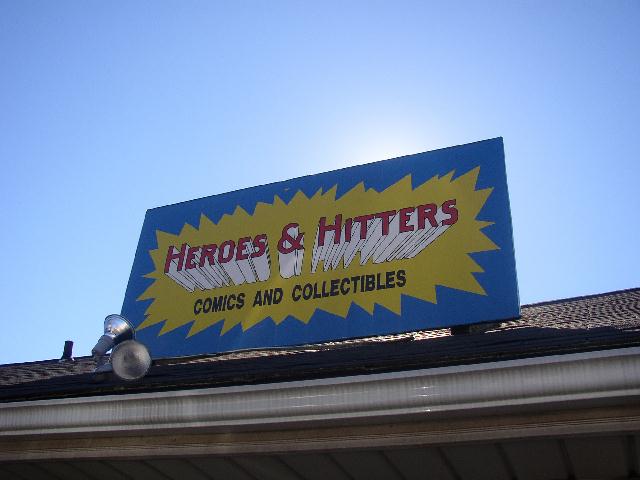 HEROES & HITTERS
COMICS AND COLLECTIBLES